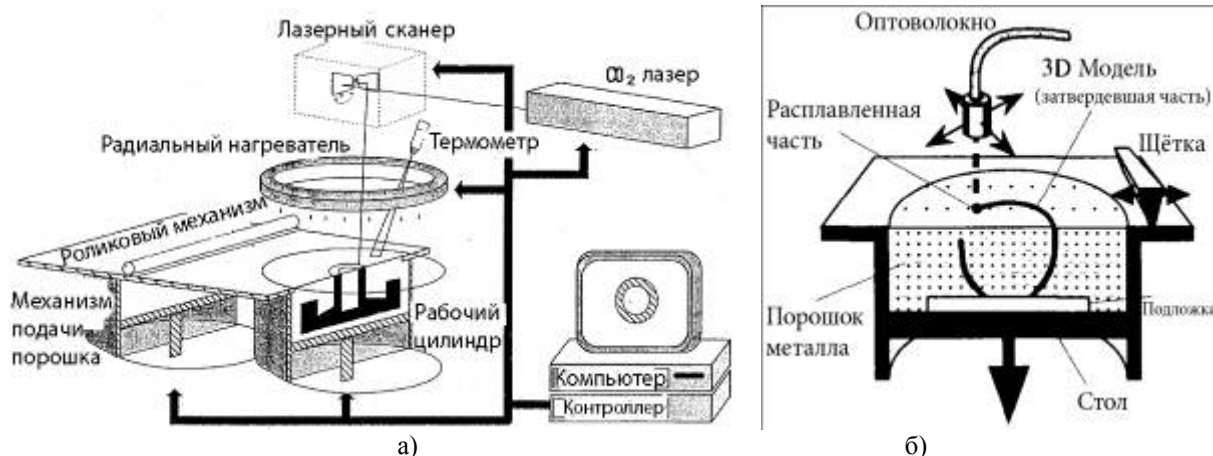 Лазерный сканер
CO₂ лазер
Радиальный нагреватель
Термометр
Роликовый механизм
Механизм
подачи
порошка
Рабочий
цилиндр
Компьютер
Контроллер
а)
Оптоволокно
3D Модель
(затвердевшая часть)
Расплавленная
часть
Щётка
Порошок
металла
Подложка
Стол
б)